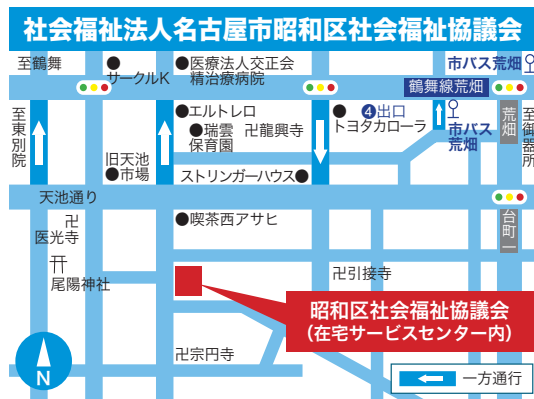 社会福祉法人名古屋市昭和区社会福祉協議会
至鶴舞
サークルK
医療法人交正会
精治療病院
市バス荒畑
鶴舞線荒畑
至東別院
エルトレロ
瑞雲
保育園
卍龍興寺
4出口
トヨタカローラ
市バス
荒畑
荒畑
至御器所
旧天池
市場
ストリンガーハウス
天池通り
卍
医光寺
喫茶西アサヒ
台町一
尾陽神社
卍引接寺
昭和区社会福祉協議会
(在宅サービスセンター内)
卍宗円寺
N
一方通行